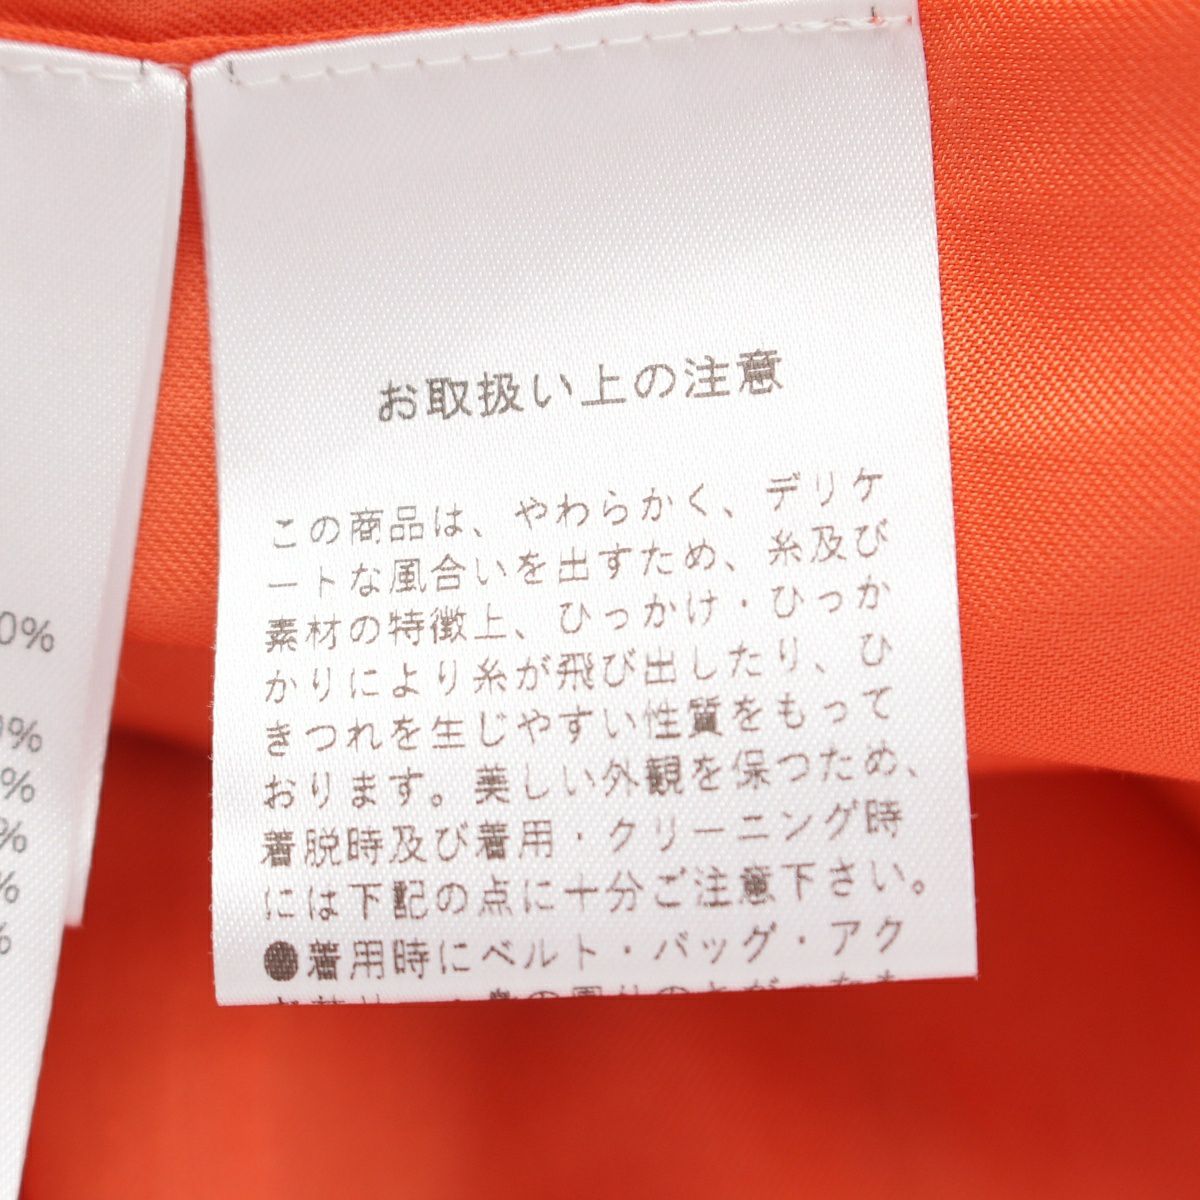 お取扱い上の注意
この商品は、やわらかく、デリケ
ートな風合いを出すため、糸及び
素材の特徴上、ひっかけ・ひっか
かりにより糸が飛び出したり、ひ
きつれを生じやすい性質をもって
おります。美しい外観を保つため、
着脱時及び着用・クリーニング時
には下記の点に十分ご注意下さい。
●着用時にベルト・バッグ・アク
0%
0%
%
%
%
%